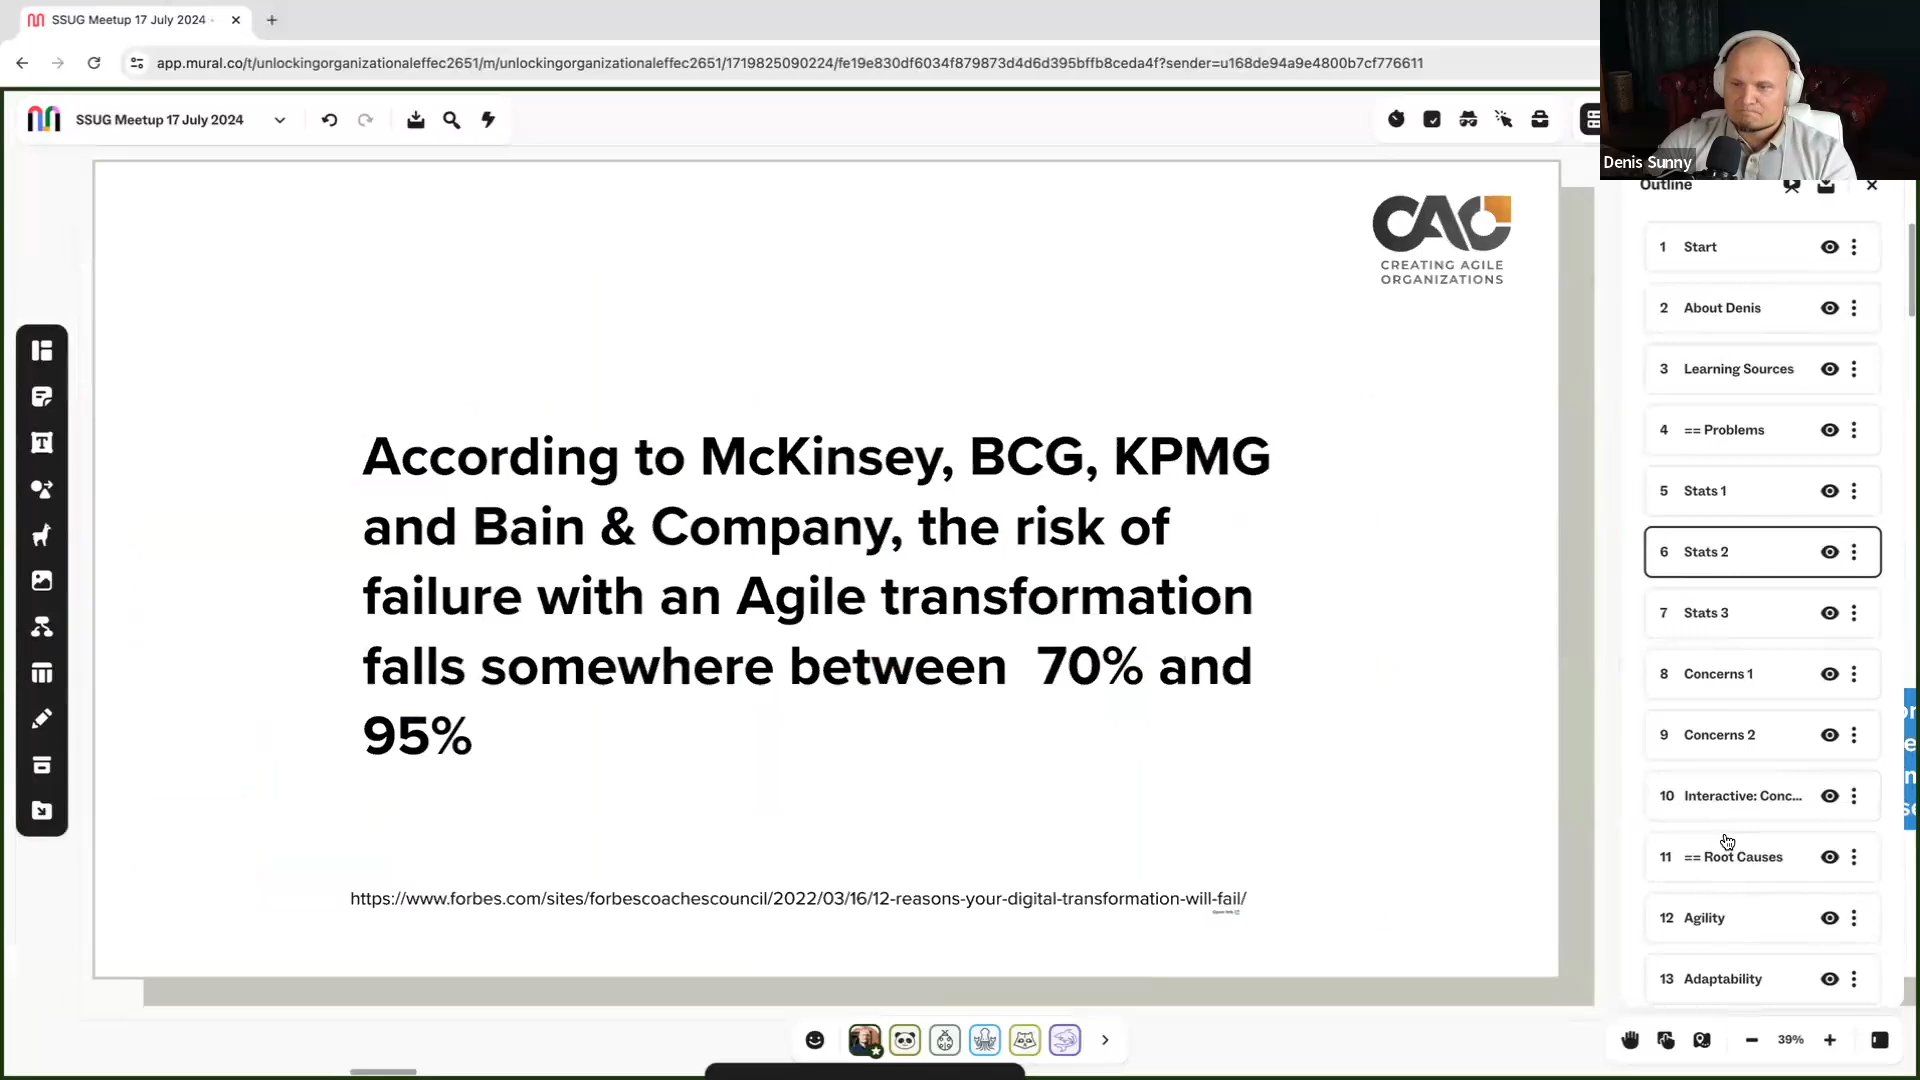 SSUG Meetup 17 July 2024 -
app.mural.co/t/unlockingorganizationaleffec2651/m/unlockingorganizationaleffec2651/1719825090224/fe19e830df6034f879873d4d6d395bffb8ceda4f?sender=u168de94a9e4800b7cf776611
SSUG Meetup 17 July 2024
Denis Sunny
CAO
CREATING AGILE
ORGANIZATIONS
According to McKinsey, BCG, KPMG
and Bain & Company, the risk of
failure with an Agile transformation
falls somewhere between  70% and
95%
https://www.forbes.com/sites/forbescoachescouncil/2022/03/16/12-reasons-your-digital-transformation-will-fail/
Outline
1 Start
2 About Denis
3 Learning Sources
4 == Problems
5 Stats 1
6 Stats 2
7 Stats 3
8 Concerns 1
9 Concerns 2
10 Interactive: Conc...
11 == Root Causes
12 Agility
13 Adaptability
39%